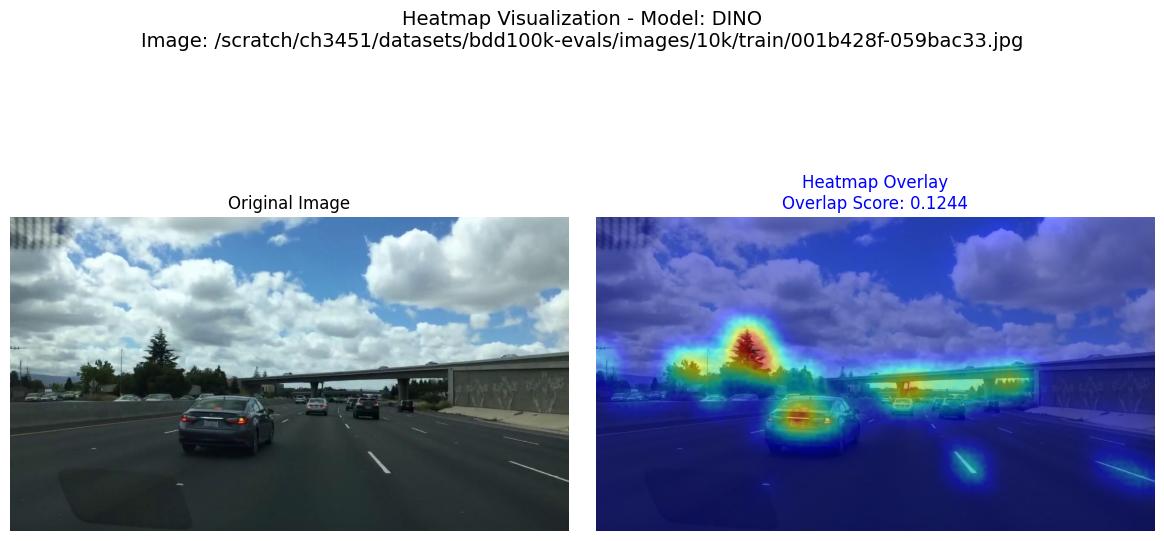 Heatmap Visualization - Model: DINO
Image: /scratch/ch3451/datasets/bdd100k-evals/images/10k/train/001b428f-059bac33.jpg
Original Image
Heatmap Overlay
Overlap Score: 0.1244